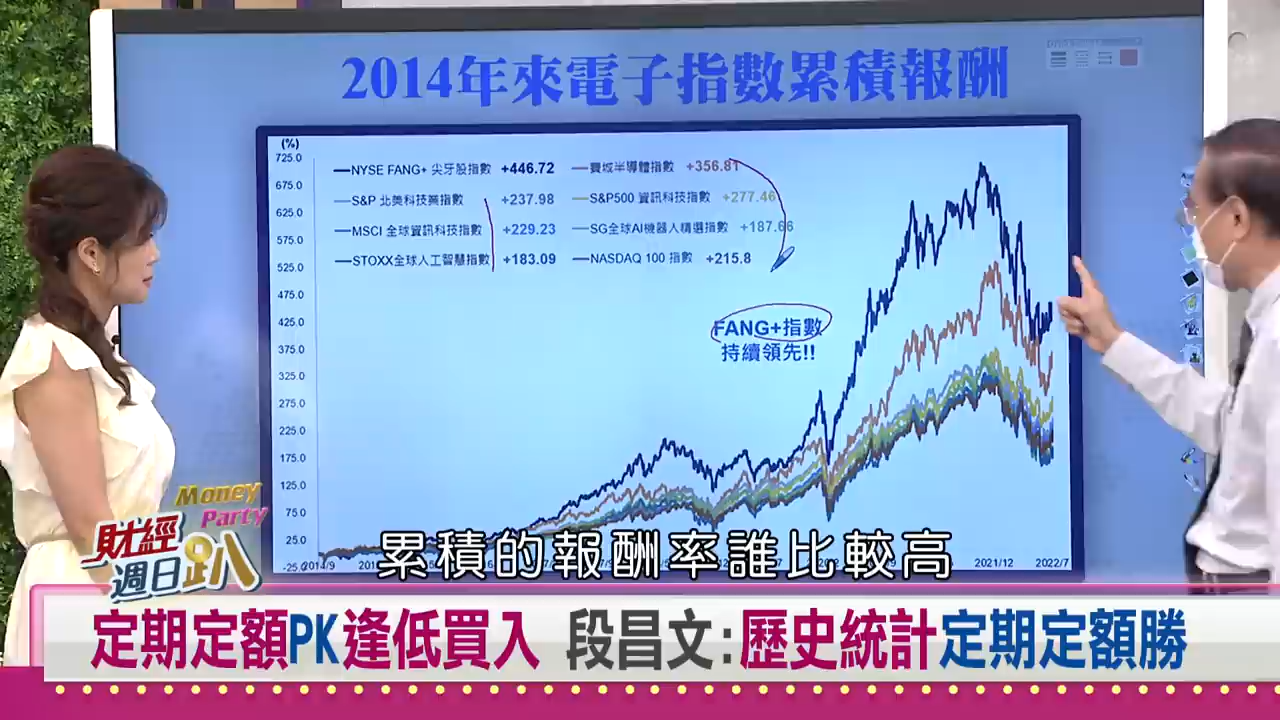 2014年來電子指數累積報酬
(%)
725.0
675.0
625.0
575.0
525.0
475.0
425.0
375.0
325.0
275.0
225.0
175.0
125.0
75.0
25.0
-25.0
NYSE FANG+ 尖牙股指數 +446.72
費城半導體指數 +356.81
S&P 北美科技業指數 +237.98
S&P500 資訊科技指數 +277.46
MSCI 全球資訊科技指數 +229.23
SG全球AI機器人精選指數 +187.66
STOXX全球人工智慧指數 +183.09
NASDAQ 100 指數 +215.8
FANG+指數
持續領先!!
2014/9
2021/12
2022/7
累積的報酬率誰比較高
Money
Party
財經
週日趴
定期定額PK逢低買入 段昌文:歷史統計定期定額勝